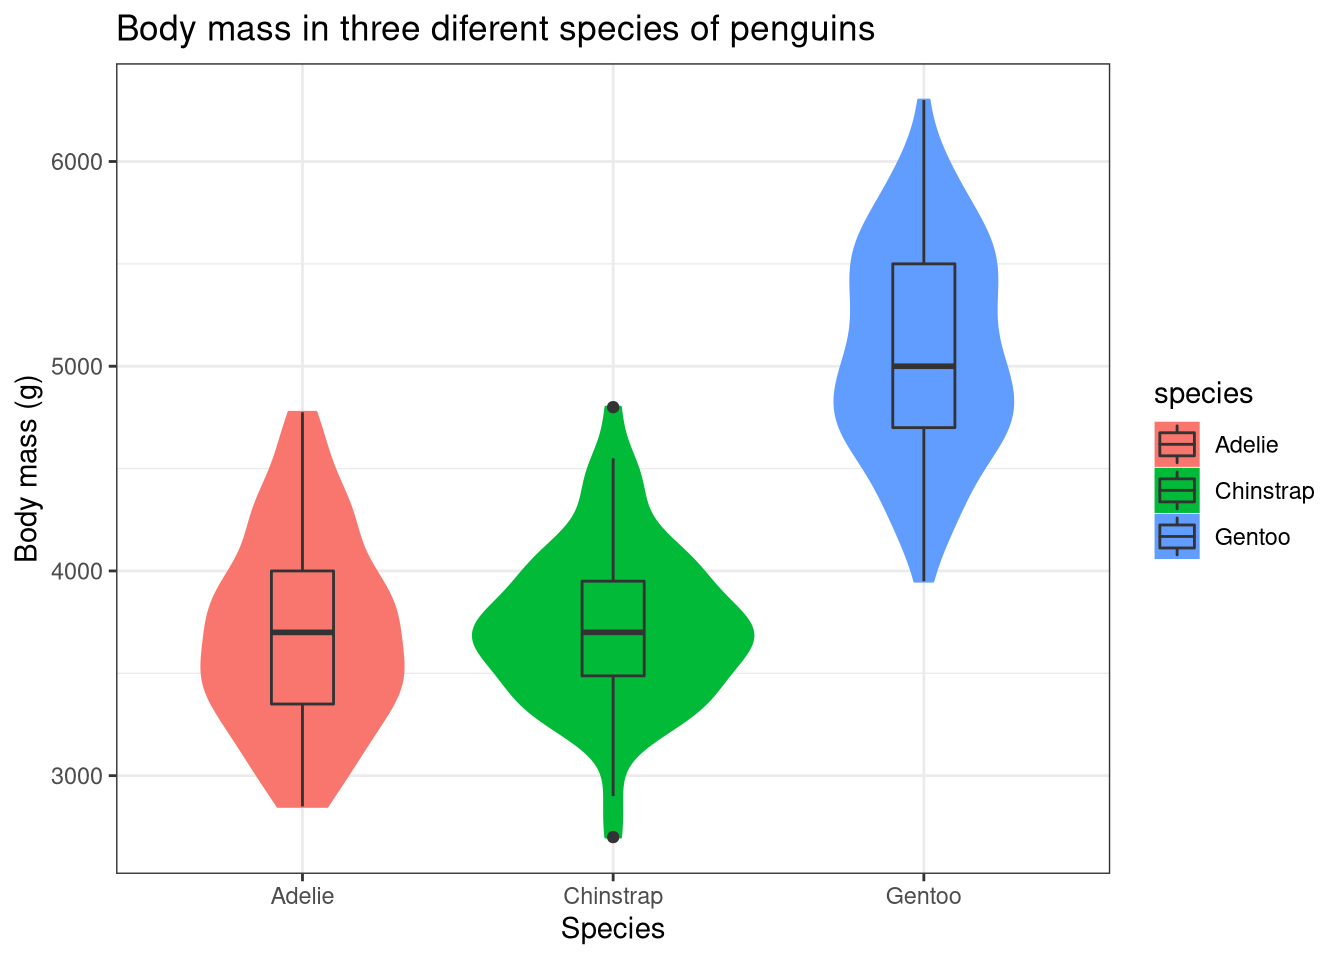 Body mass in three diferent species of penguins
Body mass (g)
6000
5000
4000
3000
Adelie Chinstrap Gentoo
Species
species
Adelie
Chinstrap
Gentoo